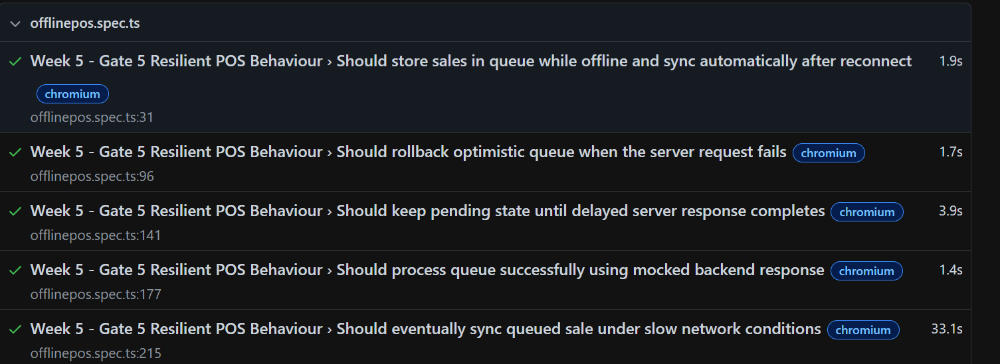 offlinepos.spec.ts
Week 5 - Gate 5 Resilient POS Behaviour › Should store sales in queue while offline and sync automatically after reconnect 1.9s
chromium
offlinepos.spec.ts:31
Week 5 - Gate 5 Resilient POS Behaviour › Should rollback optimistic queue when the server request fails chromium 1.7s
offlinepos.spec.ts:96
Week 5 - Gate 5 Resilient POS Behaviour › Should keep pending state until delayed server response completes chromium 3.9s
offlinepos.spec.ts:141
Week 5 - Gate 5 Resilient POS Behaviour › Should process queue successfully using mocked backend response chromium 1.4s
offlinepos.spec.ts:177
Week 5 - Gate 5 Resilient POS Behaviour › Should eventually sync queued sale under slow network conditions chromium 33.1s
offlinepos.spec.ts:215